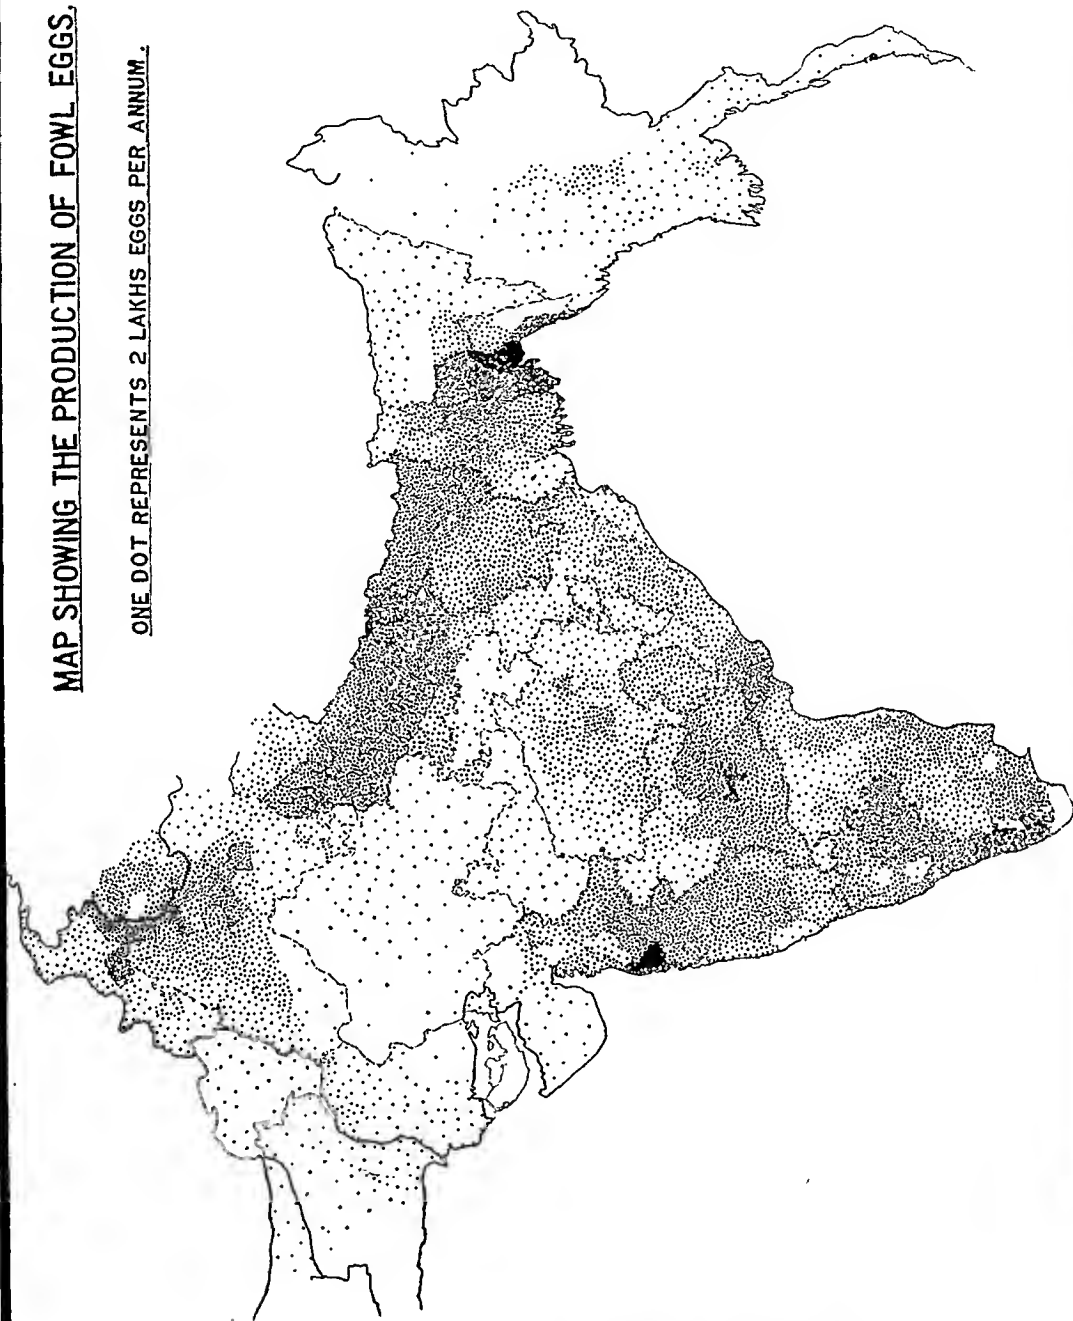 MAP SHOWING THE PRODUCTION OF FOWL EGGS.
ONE DOT REPRESENTS 2 LAKHS EGGS PER ANNUM.